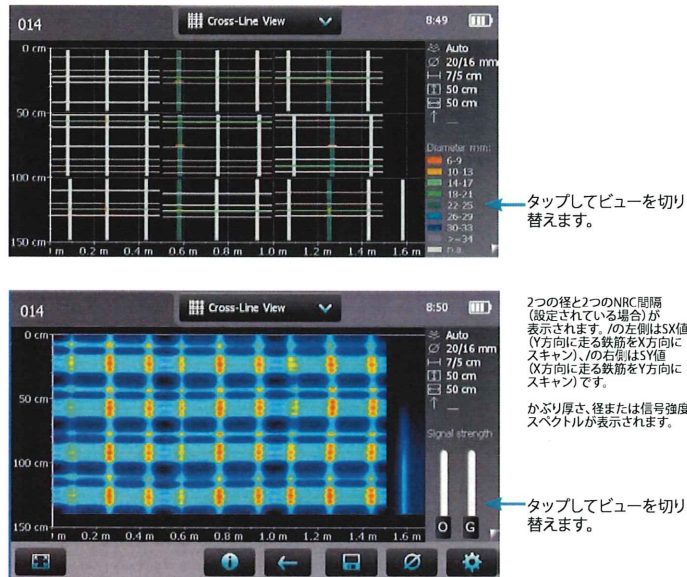 014
Cross-Line View
8:49
0 cm
50 cm
100 cm
150 cm
1 m 0.2 m 0.4 m 0.6 m 0.8 m 1.0 m 1.2 m 1.4 m 1.6 m
Auto
20/16 mm
7/5 cm
50 cm
50 cm
Diameter mm:
6-9
10-13
14-17
18-21
22-25
26-29
30-33
>=34
n.a.
タップしてビューを切り
替えます。
014
Cross-Line View
8:50
0 cm
50 cm
100 cm
150 cm
1 m 0.2 m 0.4 m 0.6 m 0.8 m 1.0 m 1.2 m 1.4 m 1.6 m
Auto
20/16 mm
7/5 cm
50 cm
50 cm
Signal strength
O G
2つの径と2つのNRC間隔
(設定されている場合)が
表示されます。/の左側はSX値
(Y方向に走る鉄筋をX方向に
スキャン)、/の右側はSY値
(X方向に走る鉄筋をY方向に
スキャン)です。
かぶり厚さ、径または信号強度
スペクトルが表示されます。
タップしてビューを切り
替えます。